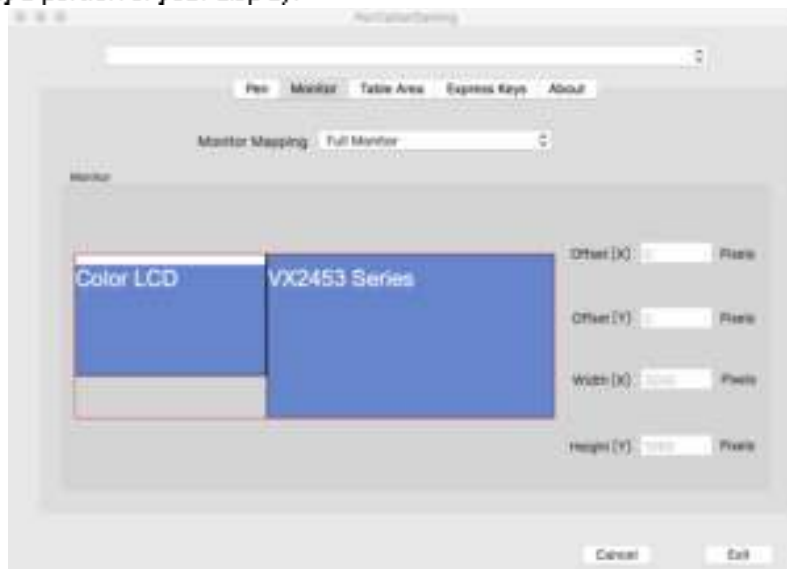 Pen Monitor Table Area Express Keys About
Monitor Mapping Full Monitor
Monitor
Color LCD VX2453 Series
Offset [X] Pixels
Offset [Y] Pixels
Width [X] Pixels
Height [Y] Pixels
Cancel Exit